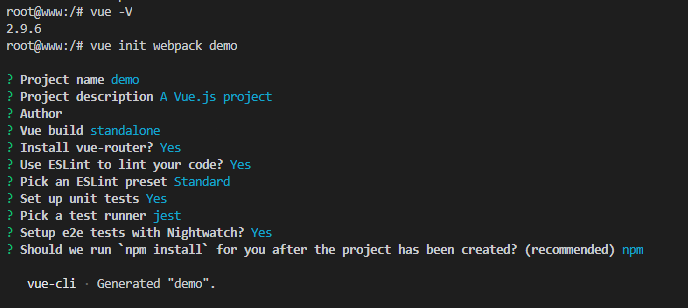 root@www:/# vue -V
2.9.6
root@www:/# vue init webpack demo
? Project name demo
? Project description A Vue.js project
? Author
? Vue build standalone
? Install vue-router? Yes
? Use ESLint to lint your code? Yes
? Pick an ESLint preset Standard
? Set up unit tests Yes
? Pick a test runner jest
? Setup e2e tests with Nightwatch? Yes
? Should we run `npm install` for you after the project has been created? (recommended) npm
vue-cli · Generated "demo".